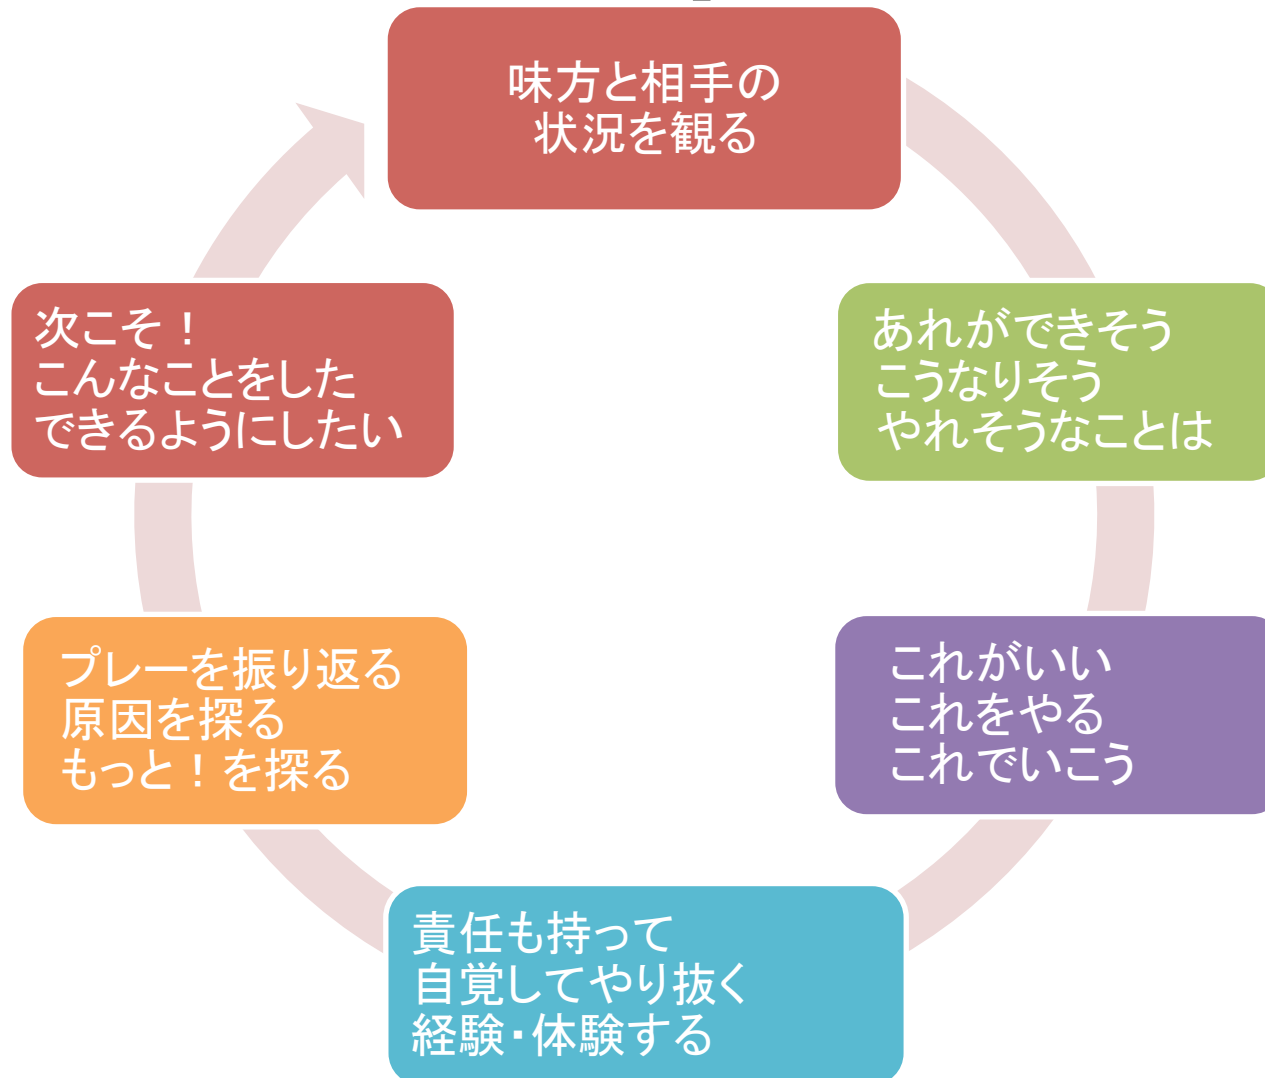 味方と相手の
状況を観る
あれができそう
こうなりそう
やれそうなことは
これがいい
これをやる
これでいこう
責任も持って
自覚してやり抜く
経験・体験する
プレーを振り返る
原因を探る
もっと！を探る
次こそ！
こんなことをした
できるようにしたい